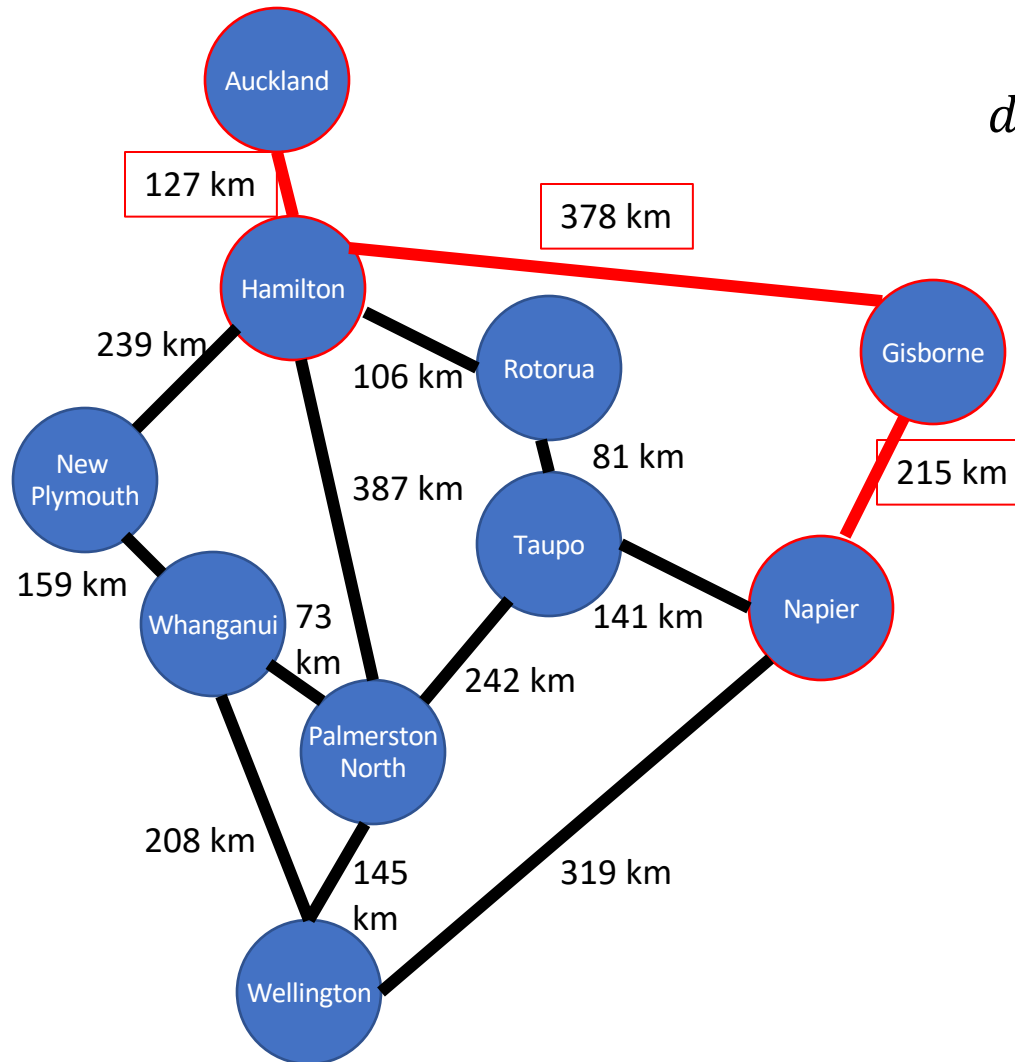 Auckland
d
127 km
378 km
Hamilton
Gisborne
239 km
106 km
Rotorua
New
Plymouth
387 km
81 km
215 km
Taupo
159 km
Whanganui
73
km
141 km
Napier
242 km
Palmerston
North
208 km
145
km
319 km
Wellington